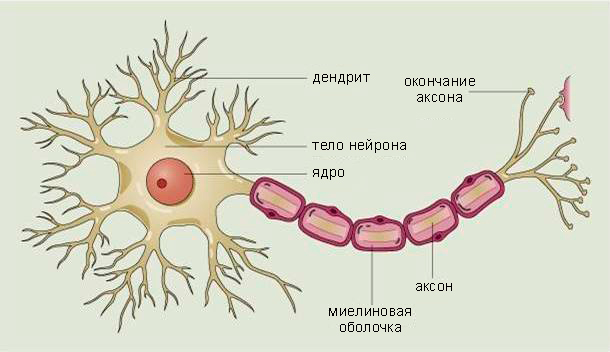 дендрит
окончание
аксона
тело нейрона
ядро
аксон
миелиновая
оболочка